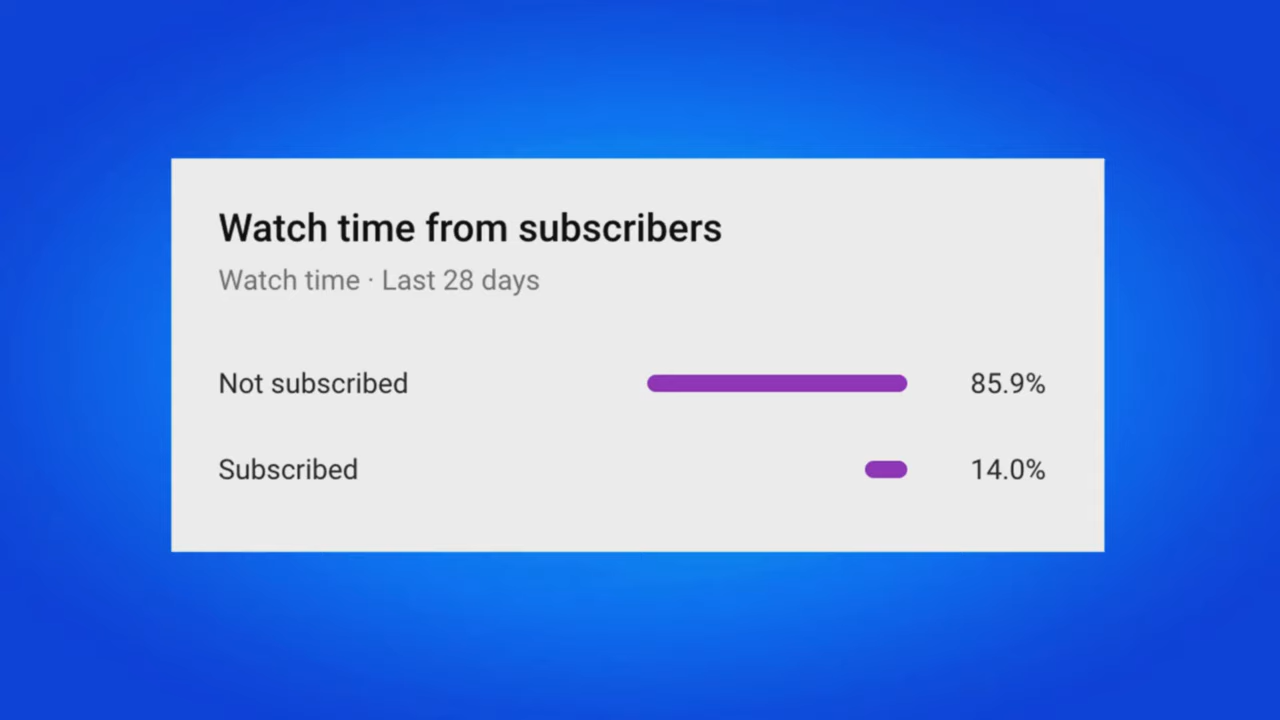 Watch time from subscribers
Watch time · Last 28 days
Not subscribed 85.9%
Subscribed 14.0%